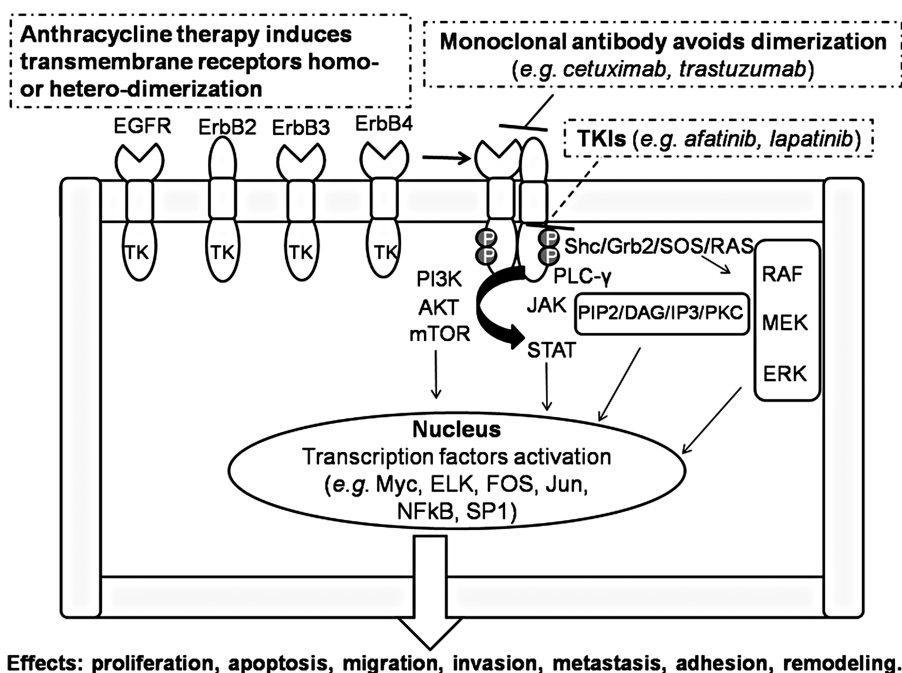 Anthracycline therapy induces
transmembrane receptors homo-
or hetero-dimerization
Monoclonal antibody avoids dimerization
(e.g. cetuximab, trastuzumab)
EGFR
ErbB2
ErbB3
ErbB4
TKIs (e.g. afatinib, lapatinib)
TK
TK
TK
TK
P
P
P
P
Shc/Grb2/SOS/RAS
PLC-γ
PI3K
AKT
mTOR
JAK
STAT
PIP2/DAG/IP3/PKC
RAF
MEK
ERK
Nucleus
Transcription factors activation
(e.g. Myc, ELK, FOS, Jun,
NFkB, SP1)
Effects: proliferation, apoptosis, migration, invasion, metastasis, adhesion, remodeling.